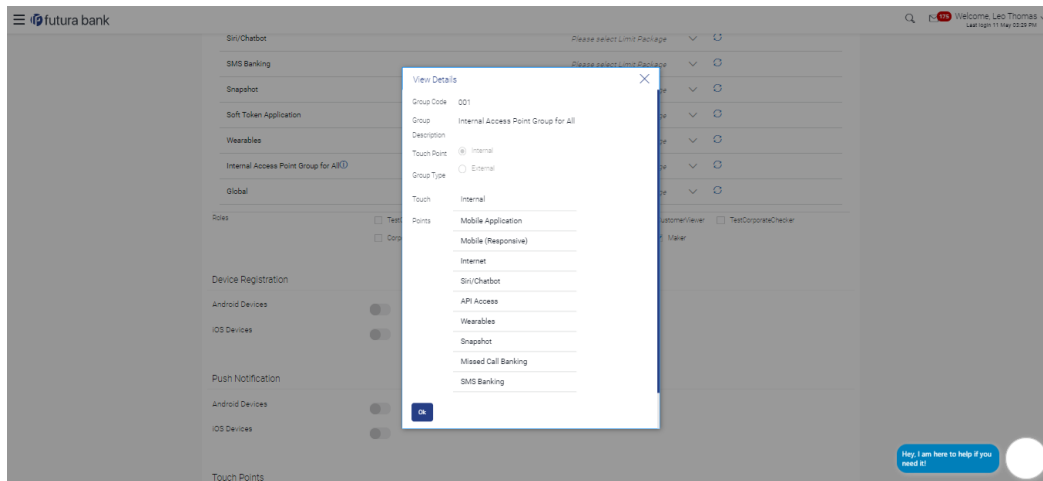 futura bank
175
Welcome, Leo Thomas
Last login 11 May 03:29 PM
Siri/Chatbot
Please select Limit Package
SMS Banking
Please select Limit Package
Snapshot
Soft Token Application
Wearables
Internal Access Point Group for All
Global
Roles
TestCorporateChecker
Maker
Device Registration
Android Devices
iOS Devices
Push Notification
Android Devices
iOS Devices
Touch Points
View Details
Group Code 001
Group Description Internal Access Point Group for All
Touch Point Group Type Internal
External
Touch Points Internal
Mobile Application
Mobile (Responsive)
Internet
Siri/Chatbot
API Access
Wearables
Snapshot
Missed Call Banking
SMS Banking
Ok
Hey, I am here to help if you
need it!